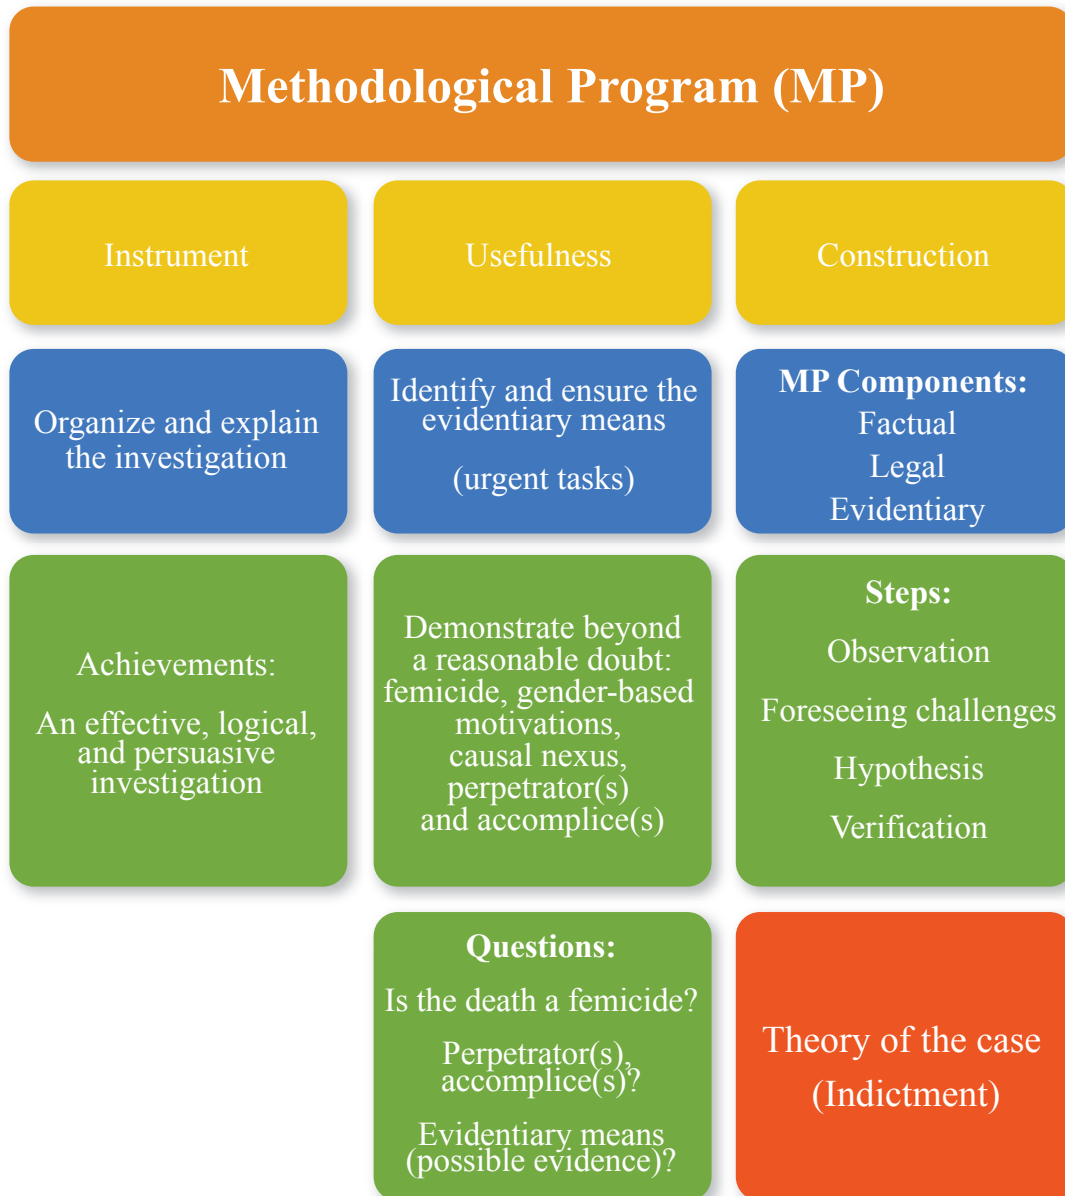 Methodological Program (MP)
Instrument
Usefulness
Construction
Organize and explain
the investigation
Identify and ensure the
evidentiary means
(urgent tasks)
MP Components:
Factual
Legal
Evidentiary
Achievements:
An effective, logical,
and persuasive
investigation
Demonstrate beyond
a reasonable doubt:
femicide, gender-based
motivations,
causal nexus,
perpetrator(s)
and accomplice(s)
Steps:
Observation
Foreseeing challenges
Hypothesis
Verification
Questions:
Is the death a femicide?
Perpetrator(s),
accomplice(s)?
Evidentiary means
(possible evidence)?
Theory of the case
(Indictment)